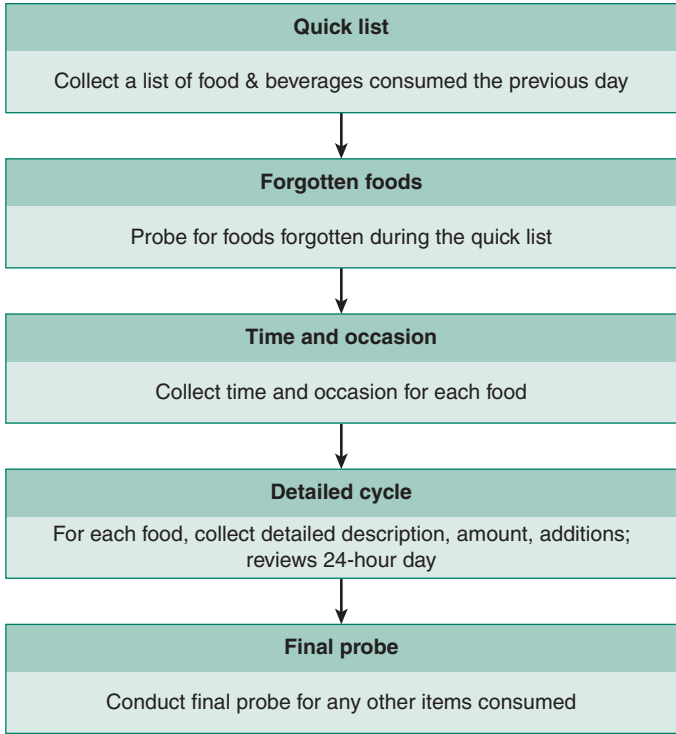 Quick list
Collect a list of food & beverages consumed the previous day
Forgotten foods
Probe for foods forgotten during the quick list
Time and occasion
Collect time and occasion for each food
Detailed cycle
For each food, collect detailed description, amount, additions;
reviews 24-hour day
Final probe
Conduct final probe for any other items consumed